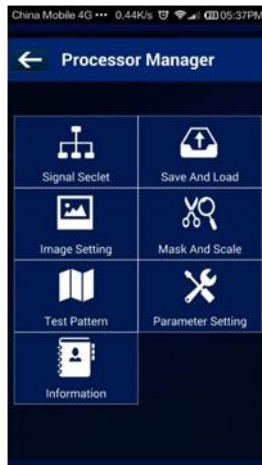 China Mobile 4G ••• 0.44K/s 05:37PM
Processor Manager
Signal Seclet
Save And Load
Image Setting
Mask And Scale
Test Pattern
Parameter Setting
Information